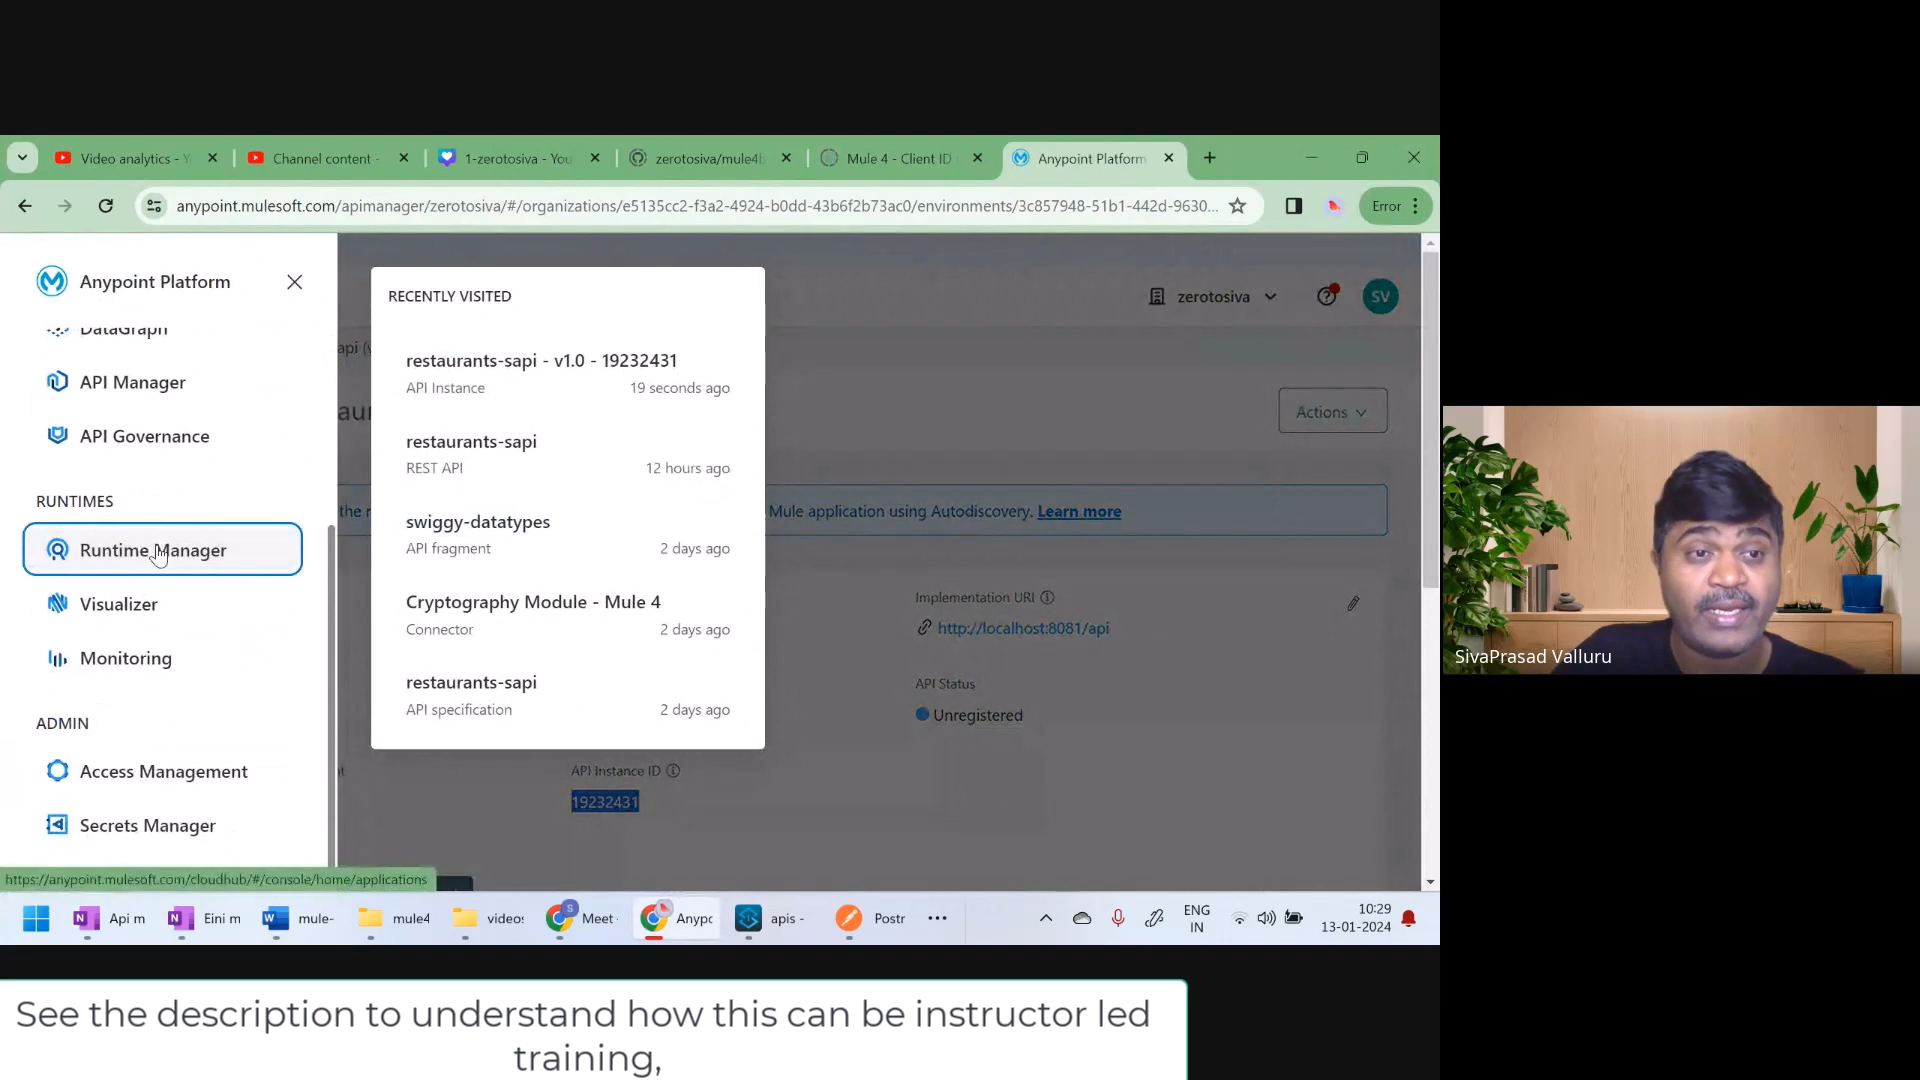 Video analytics - Y
Channel content -
1-zerotosiva - You
zerotosiva/mule4b
Mule 4 - Client ID
Anypoint Platform
anypoint.mulesoft.com/apimanager/zerotosiva/#/organizations/e5135cc2-f3a2-4924-b0dd-43b6f2b73ac0/environments/3c857948-51b1-442d-9630...
Error
Anypoint Platform
DataGraph
API Manager
API Governance
RUNTIMES
Runtime Manager
Visualizer
Monitoring
ADMIN
Access Management
Secrets Manager
https://anypoint.mulesoft.com/cloudhub/#/console/home/applications
RECENTLY VISITED
restaurants-sapi - v1.0 - 19232431
API Instance 19 seconds ago
restaurants-sapi
REST API 12 hours ago
swiggy-datatypes
API fragment 2 days ago
Cryptography Module - Mule 4
Connector 2 days ago
restaurants-sapi
API specification 2 days ago
zerotosiva
SV
Actions
Mule application using Autodiscovery. Learn more
Implementation URI
http://localhost:8081/api
API Status
Unregistered
API Instance ID
19232431
Api m
Eini m
mule-
mule4
videos
Meet
Anypo
apis -
Postr
ENG
IN
10:29
13-01-2024
SivaPrasad Valluru
See the description to understand how this can be instructor led
training,